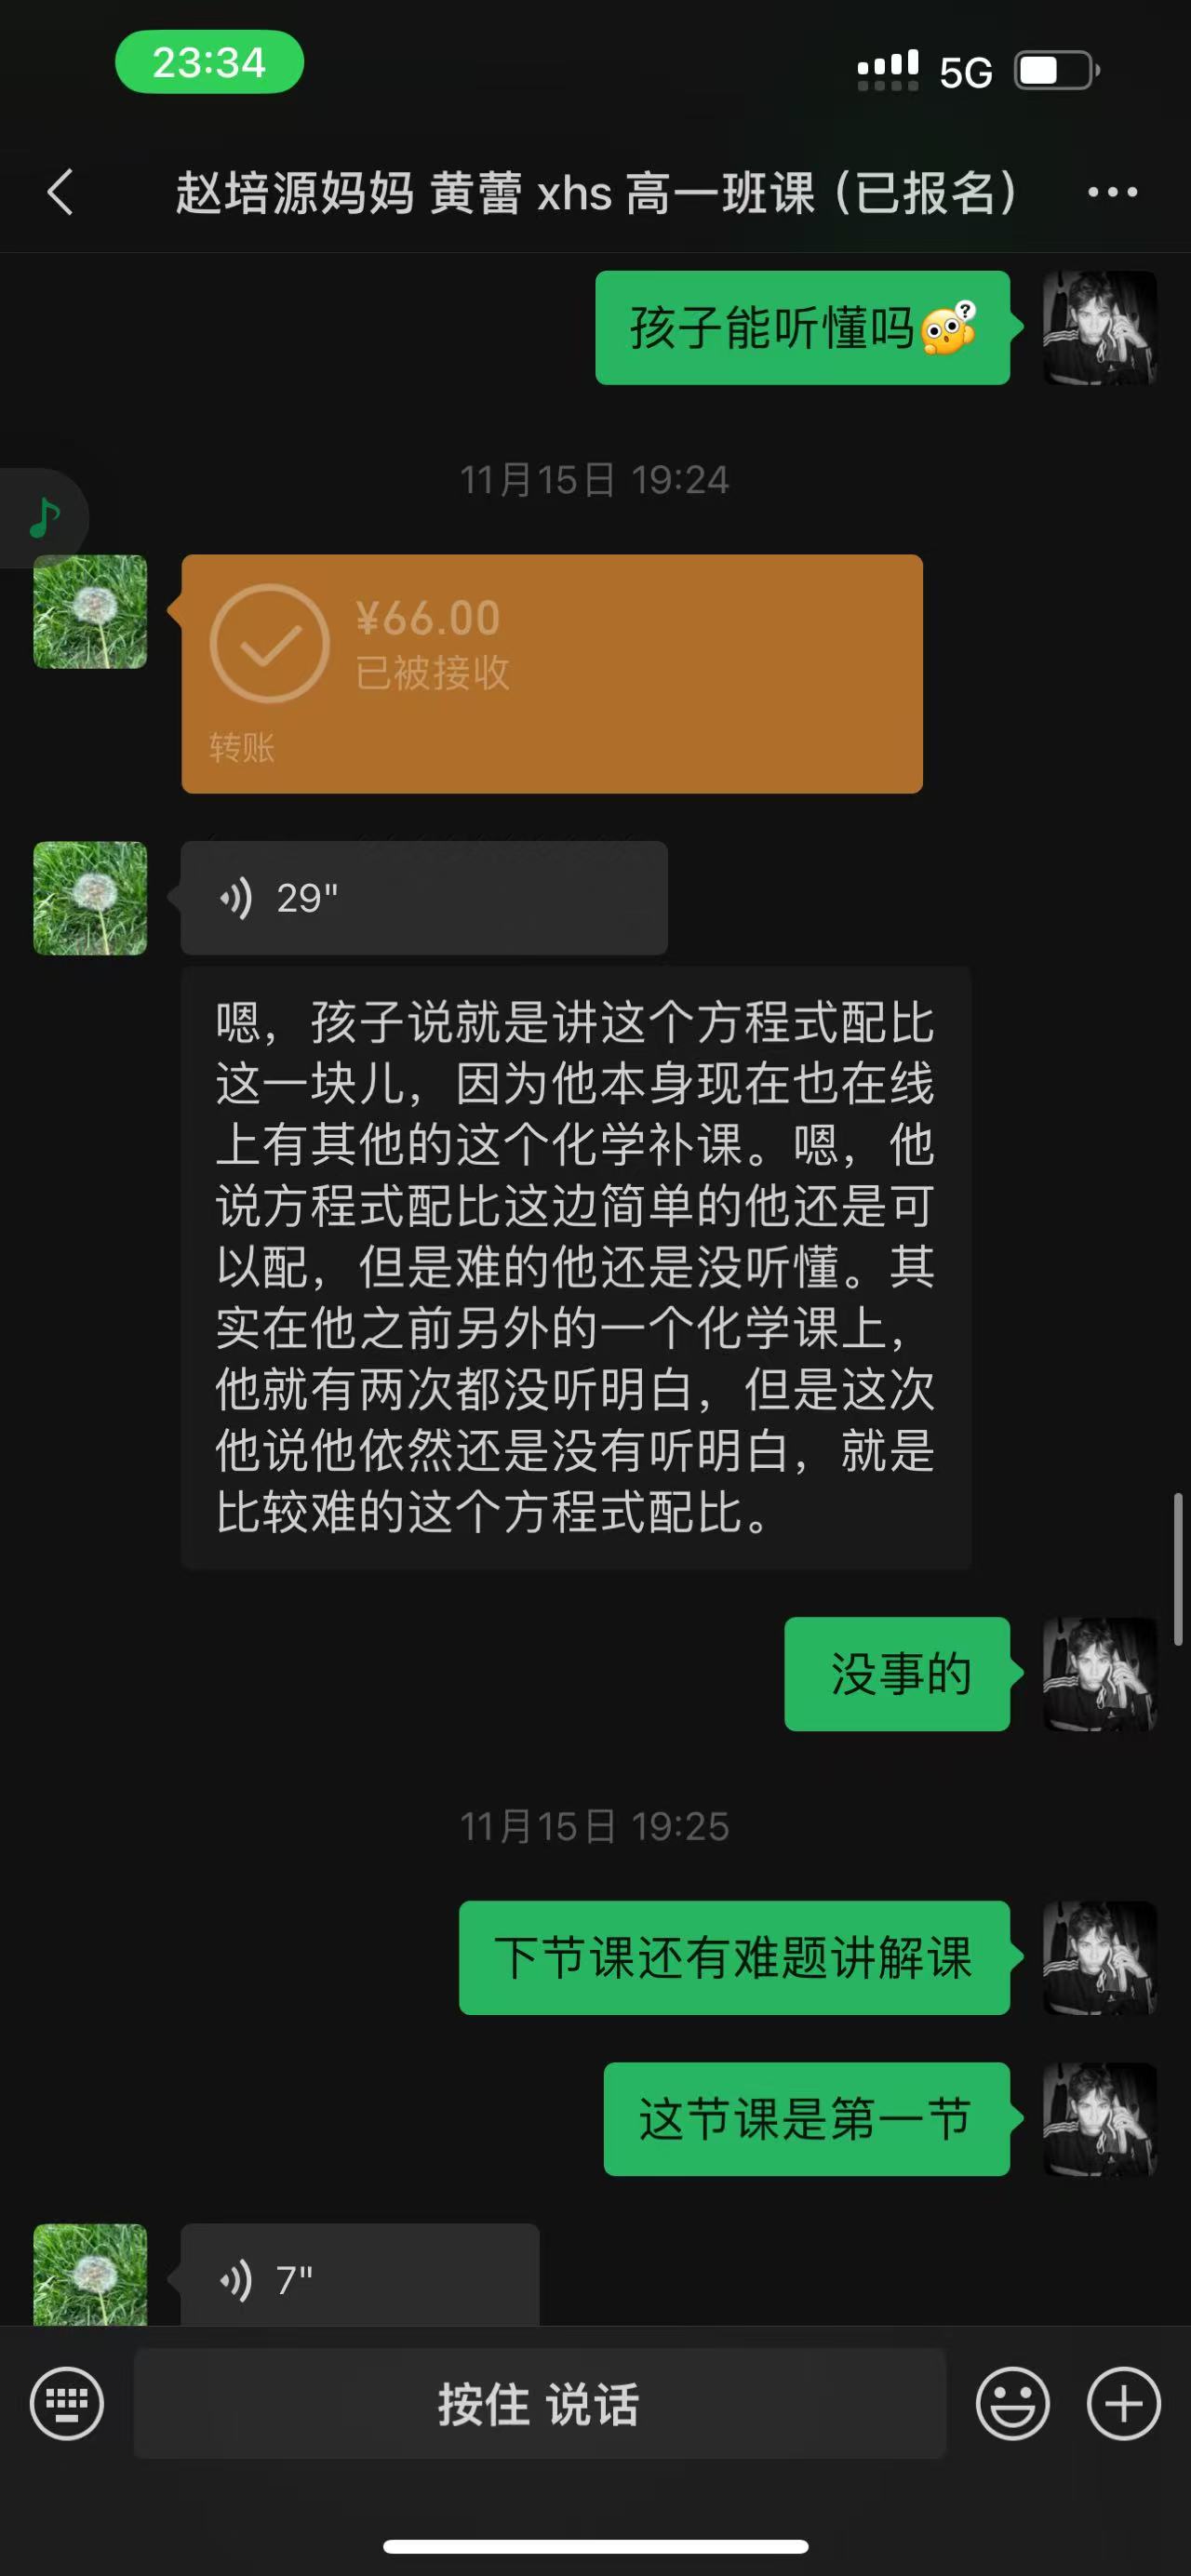 23:34
5G
赵培源妈妈 黄蕾 xhs 高一班课（已报名）
孩子能听懂吗
11月15日 19:24
¥66.00
已被接收
转账
29"
嗯，孩子说就是讲这个方程式配比
这一块儿，因为他本身现在也在线
上有其他的这个化学补课。嗯，他
说方程式配比这边简单的他还是可
以配，但是难的他还是没听懂。其
实在他之前另外的一个化学课上，
他就有两次都没听明白，但是这次
他说他依然还是没有听明白，就是
比较难的这个方程式配比。
没事的
11月15日 19:25
下节课还有难题讲解课
这节课是第一节
7"
按住 说话